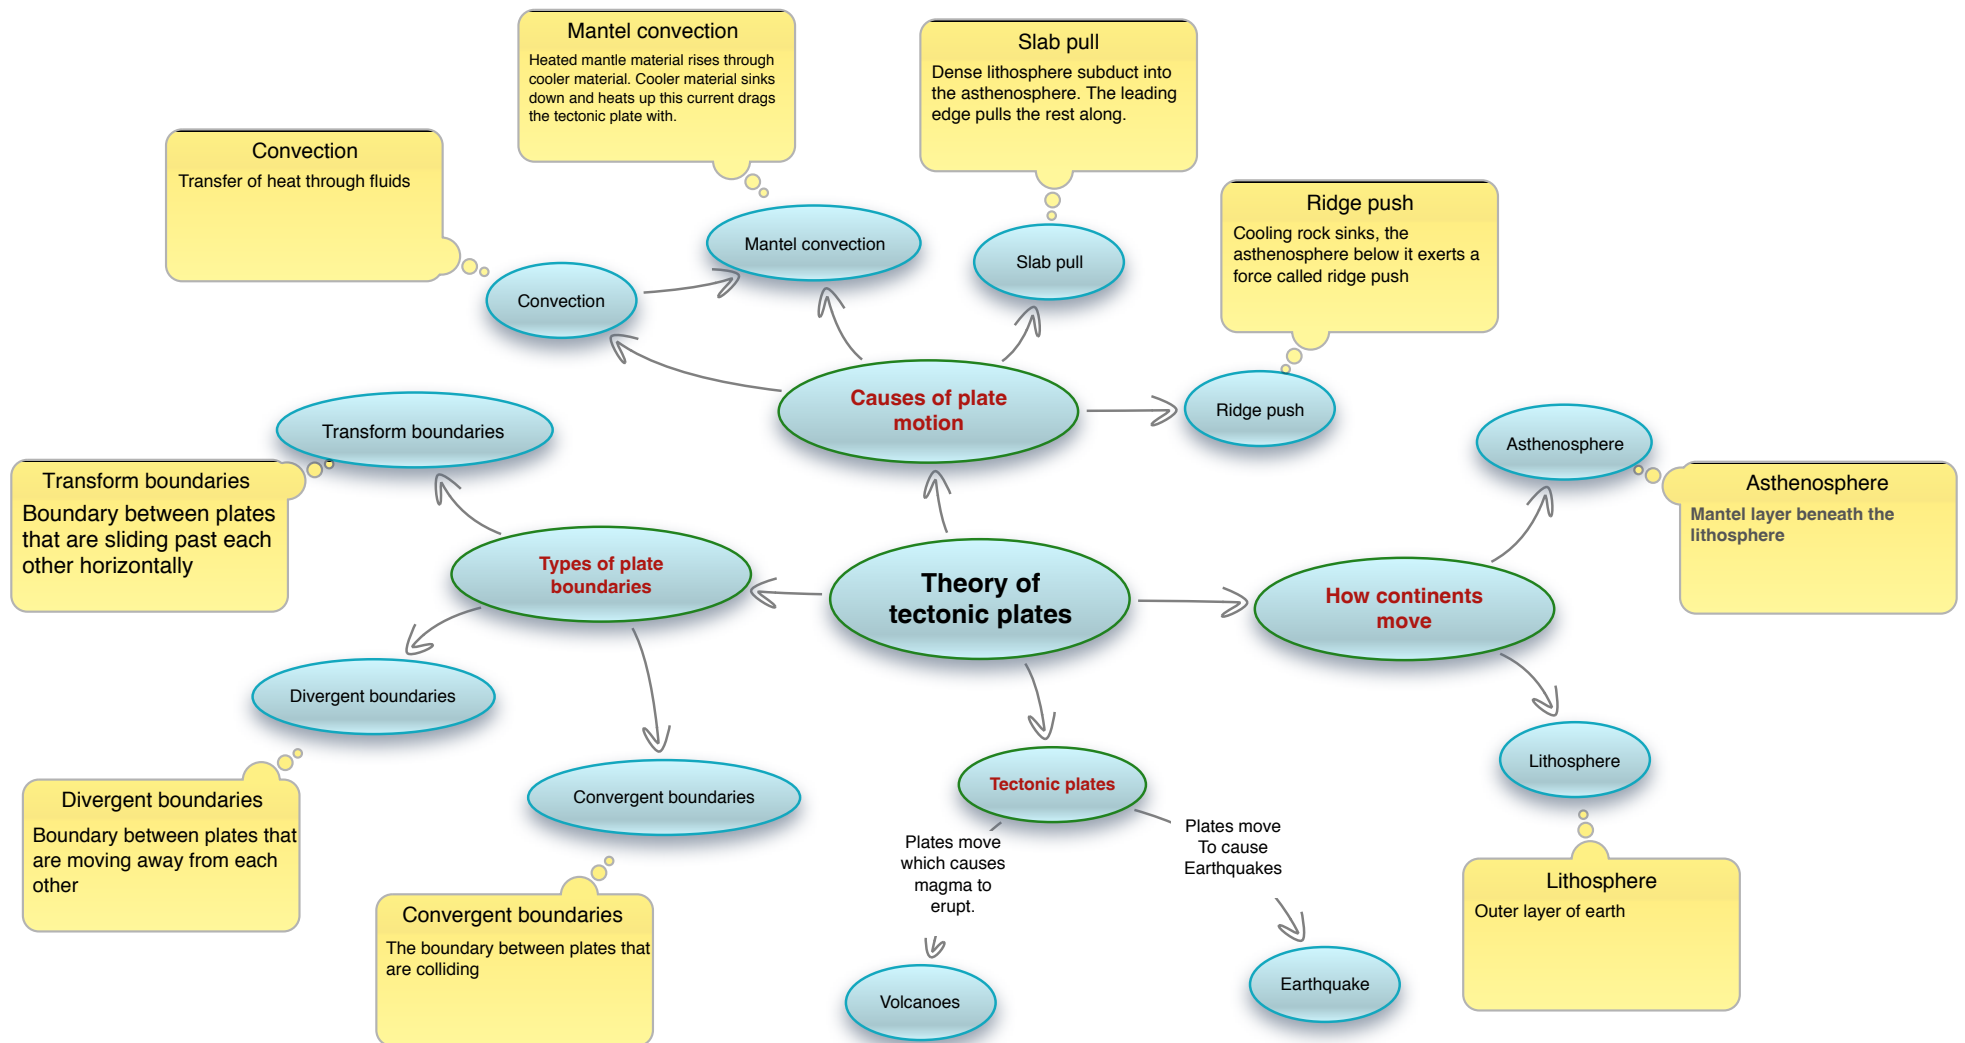 Mantel convection
Heated mantle material rises through
cooler material. Cooler material sinks
down and heats up this current drags
the tectonic plate with.
Slab pull
Dense lithosphere subduct into
the asthenosphere. The leading
edge pulls the rest along.
Convection
Transfer of heat through fluids
Ridge push
Cooling rock sinks, the
asthenosphere below it exerts a
force called ridge push
Mantel convection
Slab pull
Convection
Causes of plate
motion
Ridge push
Transform boundaries
Asthenosphere
Transform boundaries
Boundary between plates
that are sliding past each
other horizontally
Asthenosphere
Mantel layer beneath the
lithosphere
Types of plate
boundaries
Theory of
tectonic plates
How continents
move
Divergent boundaries
Lithosphere
Tectonic plates
Convergent boundaries
Divergent boundaries
Boundary between plates that
are moving away from each
other
Plates move
which causes
magma to
erupt.
Plates move
To cause
Earthquakes
Lithosphere
Outer layer of earth
Convergent boundaries
The boundary between plates that
are colliding
Volcanoes
Earthquake